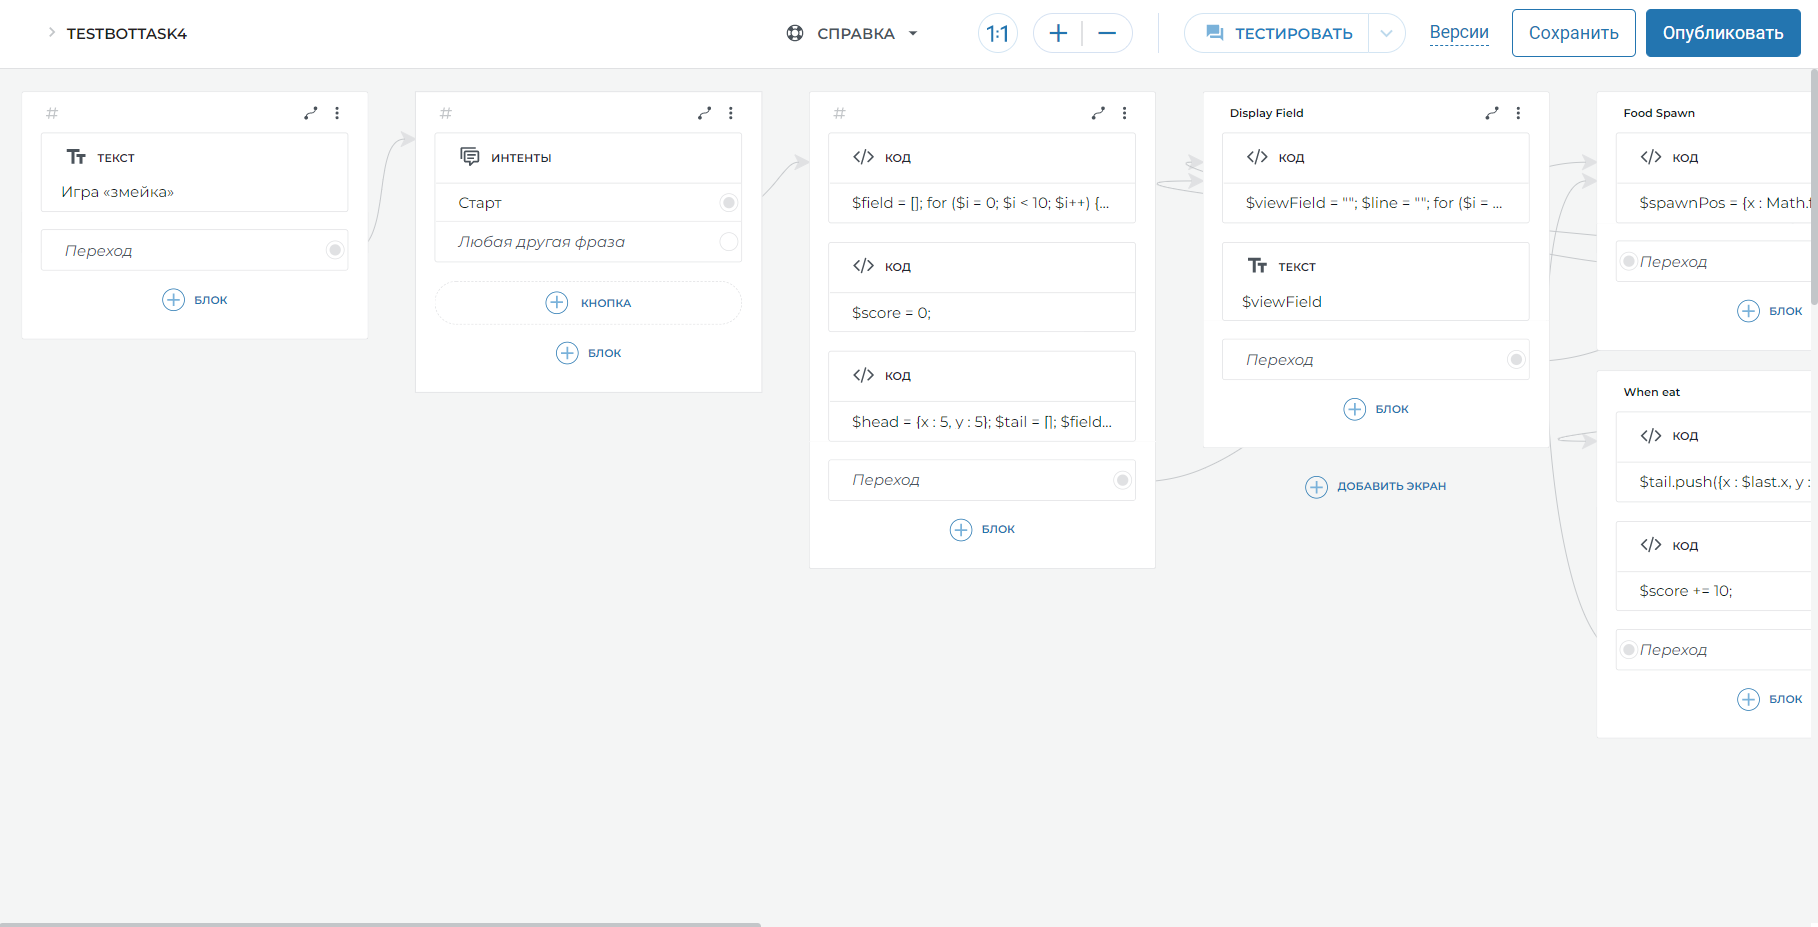 TESTBOTTASK4
СПРАВКА
1:1
ТЕСТИРОВАТЬ
Версии
Сохранить
Опубликовать
#
ТЕКСТ
Игра «змейка»
Переход
БЛОК
#
ИНТЕНТЫ
Старт
Любая другая фраза
КНОПКА
БЛОК
#
КОД
$field = []; for ($i = 0; $i < 10; $i++) {...
КОД
$score = 0;
КОД
$head = {x : 5, y : 5}; $tail = []; $field...
Переход
БЛОК
Display Field
КОД
$viewField = ""; $line = ""; for ($i = ...
ТЕКСТ
$viewField
Переход
БЛОК
ДОБАВИТЬ ЭКРАН
Food Spawn
КОД
$spawnPos = {x : Math.f
Переход
БЛОК
When eat
КОД
$tail.push({x : $last.x, y :
КОД
$score += 10;
Переход
БЛОК